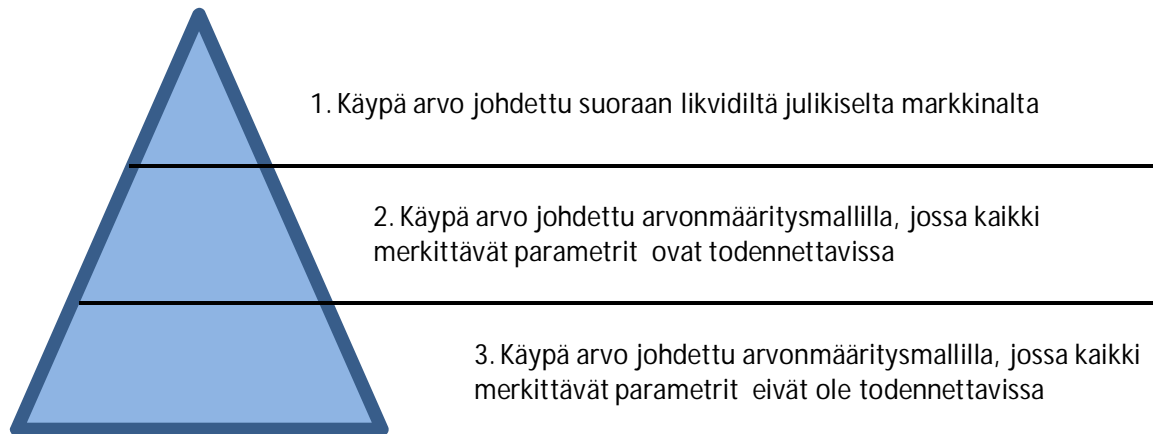 1. Käypä arvo johdettu suoraan likvidiltä julikiselta markkinalta
2. Käypä arvo johdettu arvonmääritysmallilla, jossa kaikki
merkittävät parametrit ovat todennettavissa
3. Käypä arvo johdettu arvonmääritysmallilla, jossa kaikki
merkittävät parametrit eivät ole todennettavissa